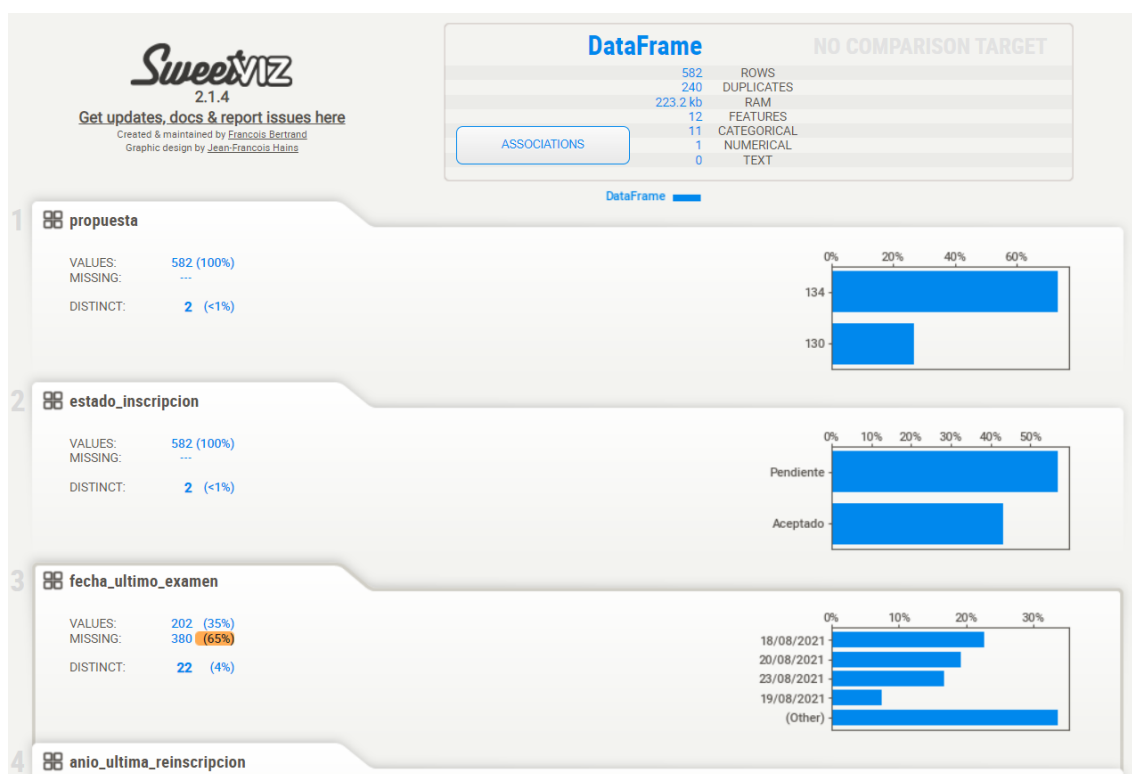 SweetVIZ
2.1.4
Get updates, docs & report issues here
Created & maintained by Francois Bertrand
Graphic design by Jean-Francois Hains
DataFrame
NO COMPARISON TARGET
582 ROWS
240 DUPLICATES
223.2 kb RAM
12 FEATURES
11 CATEGORICAL
1 NUMERICAL
0 TEXT
ASSOCIATIONS
DataFrame
1 propuesta
VALUES: 582 (100%)
MISSING: ---
DISTINCT: 2 (<1%)
0% 20% 40% 60%
134
130
2 estado_inscripcion
VALUES: 582 (100%)
MISSING: ---
DISTINCT: 2 (<1%)
0% 10% 20% 30% 40% 50%
Pendiente
Aceptado
3 fecha_ultimo_examen
VALUES: 202 (35%)
MISSING: 380 (65%)
DISTINCT: 22 (4%)
0% 10% 20% 30%
18/08/2021
20/08/2021
23/08/2021
19/08/2021
(Other)
4 anio_ultima_reinscripcion